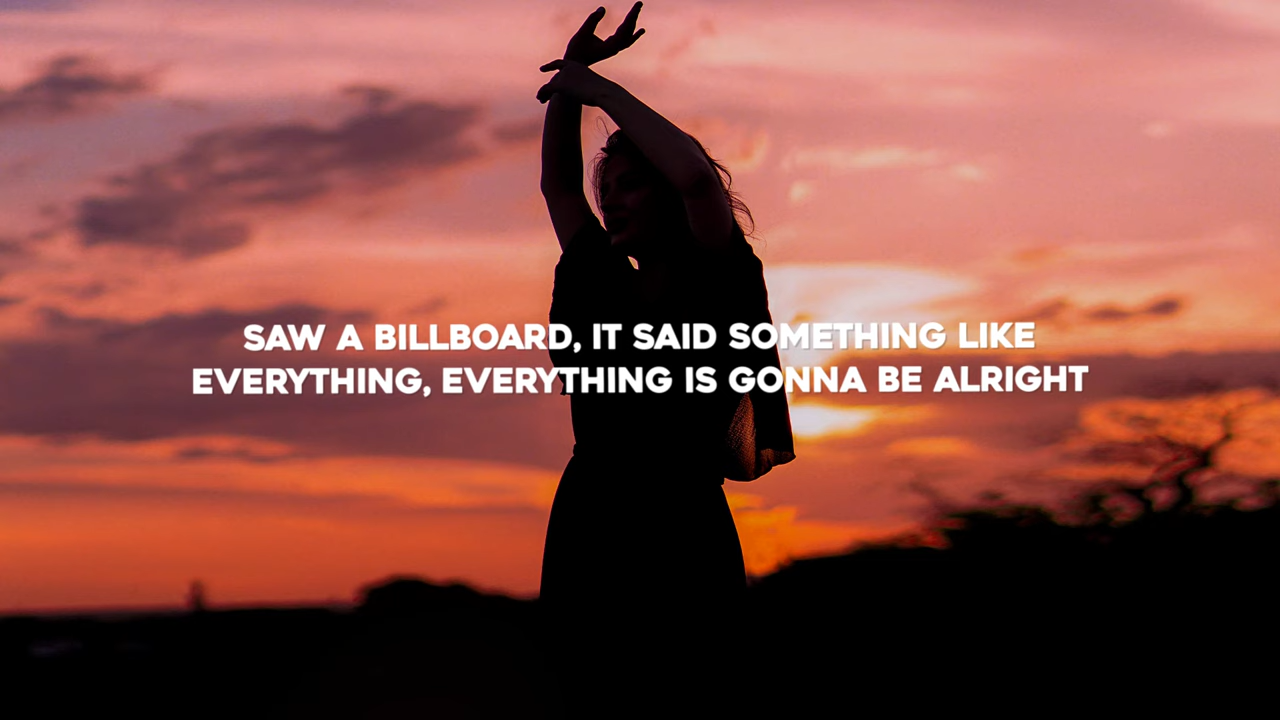 SAW A BILLBOARD, IT SAID SOMETHING LIKE
EVERYTHING, EVERYTHING IS GONNA BE ALRIGHT